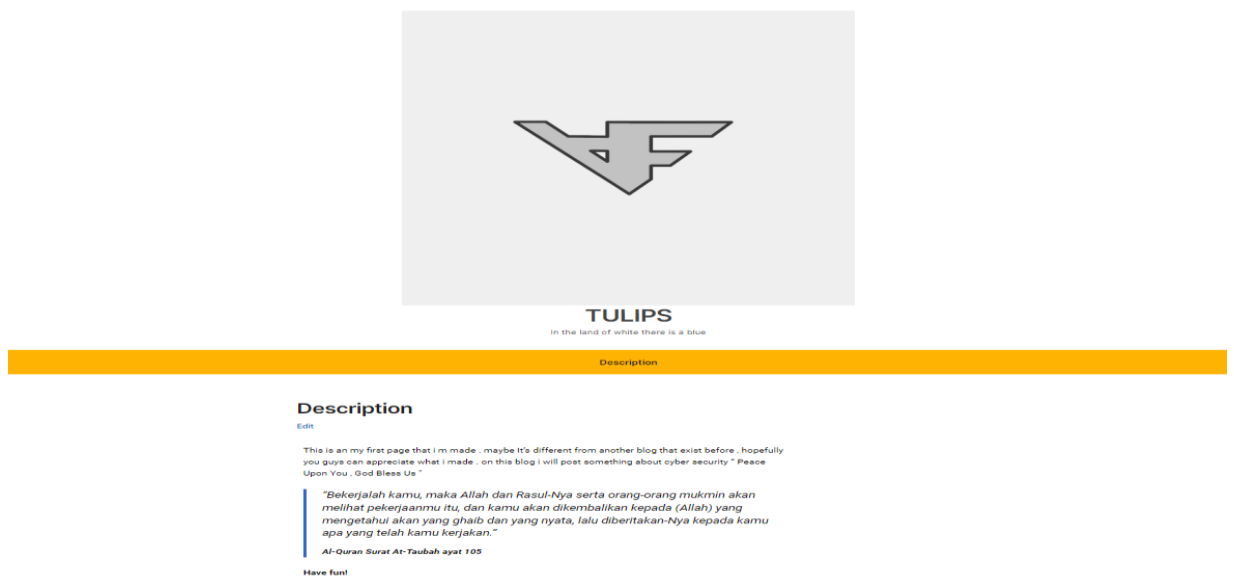 TULIPS
In the land of white there is a blue
Description
Description
Edit
This is an my first page that i m made . maybe It's different from another blog that exist before , hopefully
you guys can appreciate what i made . on this blog i will post something about cyber security " Peace
Upon You , God Bless Us "
"Bekerjalah kamu, maka Allah dan Rasul-Nya serta orang-orang mukmin akan
melihat pekerjaanmu itu, dan kamu akan dikembalikan kepada (Allah) yang
mengetahui akan yang ghaib dan yang nyata, lalu diberitakan-Nya kepada kamu
apa yang telah kamu kerjakan."
Al-Quran Surat At-Taubah ayat 105
Have fun!